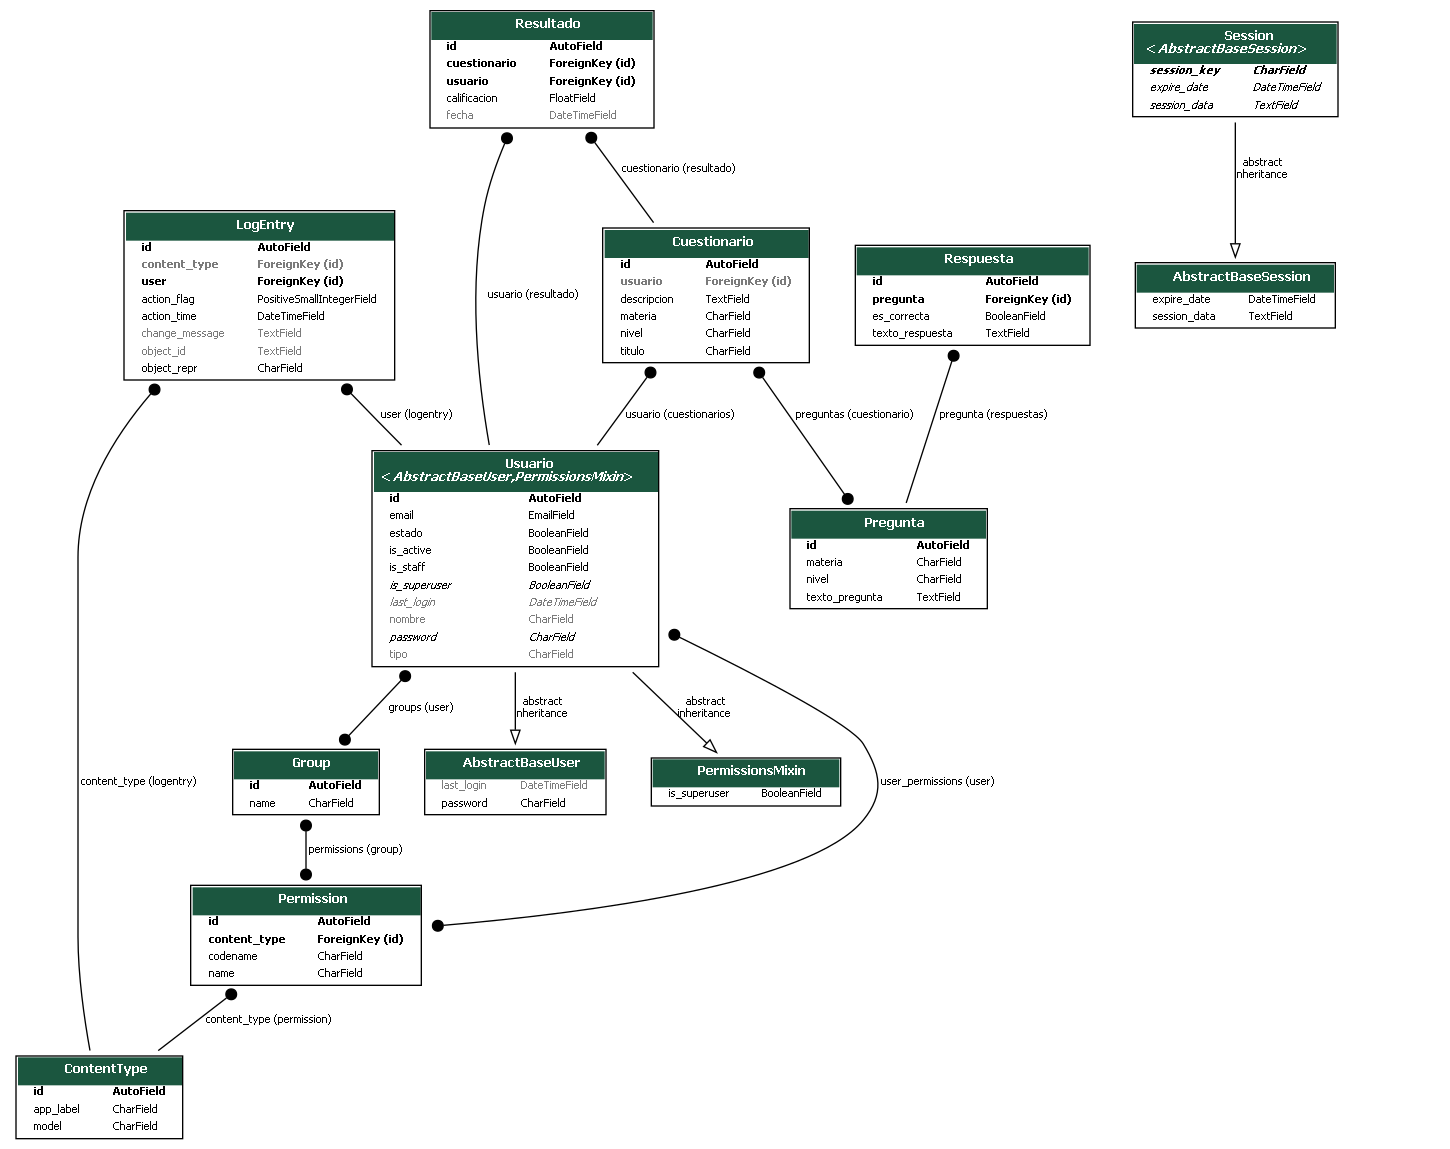 Resultado
id AutoField
cuestionario ForeignKey (id)
usuario ForeignKey (id)
calificacion FloatField
fecha DateTimeField
Session
<AbstractBaseSession>
session_key CharField
expire_date DateTimeField
session_data TextField
cuestionario (resultado)
abstract
inheritance
LogEntry
id AutoField
content_type ForeignKey (id)
user ForeignKey (id)
action_flag PositiveSmallIntegerField
action_time DateTimeField
change_message TextField
object_id TextField
object_repr CharField
Cuestionario
id AutoField
usuario ForeignKey (id)
descripcion TextField
materia CharField
nivel CharField
titulo CharField
Respuesta
id AutoField
pregunta ForeignKey (id)
es_correcta BooleanField
texto_respuesta TextField
AbstractBaseSession
expire_date DateTimeField
session_data TextField
usuario (resultado)
user (logentry)
usuario (cuestionarios)
preguntas (cuestionario)
pregunta (respuestas)
Usuario
<AbstractBaseUser,PermissionsMixin>
id AutoField
email EmailField
estado BooleanField
is_active BooleanField
is_staff BooleanField
is_superuser BooleanField
last_login DateTimeField
nombre CharField
password CharField
tipo CharField
Pregunta
id AutoField
materia CharField
nivel CharField
texto_pregunta TextField
groups (user)
abstract
inheritance
abstract
inheritance
Group
id AutoField
name CharField
AbstractBaseUser
last_login DateTimeField
password CharField
PermissionsMixin
is_superuser BooleanField
content_type (logentry)
user_permissions (user)
permissions (group)
Permission
id AutoField
content_type ForeignKey (id)
codename CharField
name CharField
content_type (permission)
ContentType
id AutoField
app_label CharField
model CharField